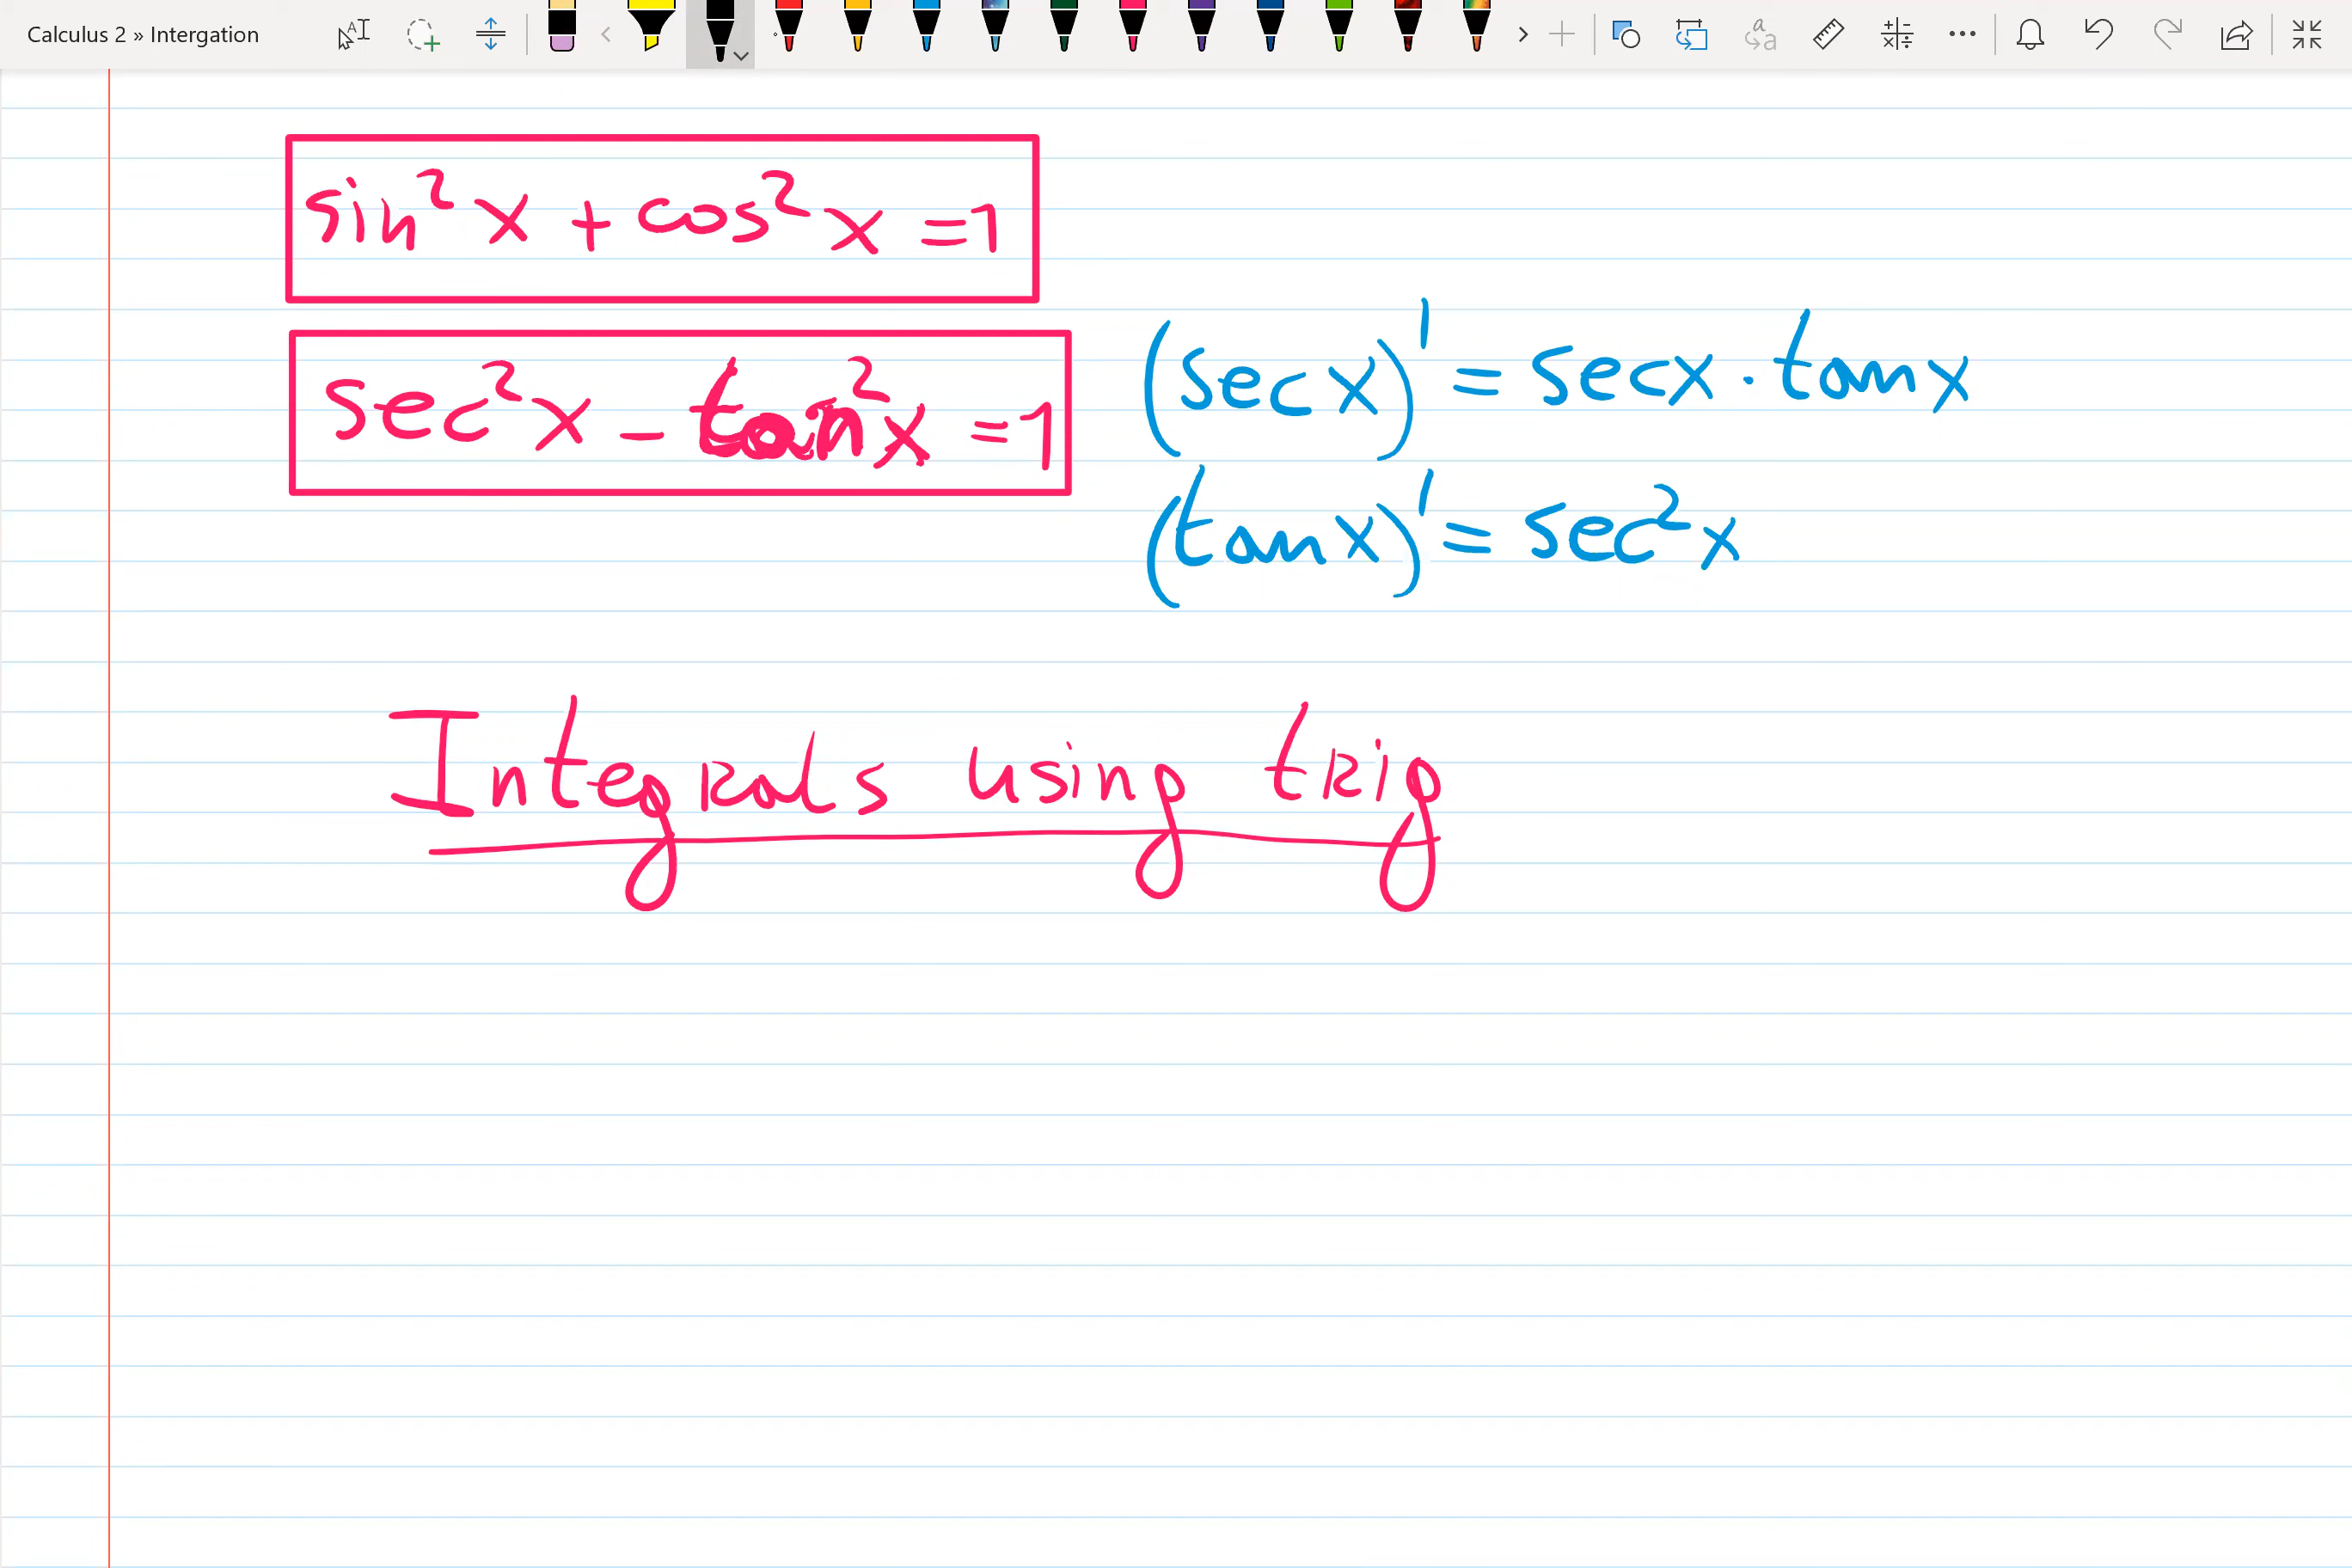 Calculus 2 » Intergation
sin²x + cos²x = 1
sec²x - tan²x = 1
(sec x)' = sec x · tan x
(tan x)' = sec²x
Integrals using trig